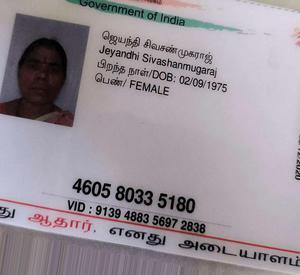 Government of India
ஜெயந்தி சிவசண்முகராஜ்
Jeyandhi Sivashanmugaraj
பிறந்த நாள்/DOB: 02/09/1975
பெண்/ FEMALE
4605 8033 5180
VID : 9139 4883 5697 2838
ஆதார், எனது அடையாளம்